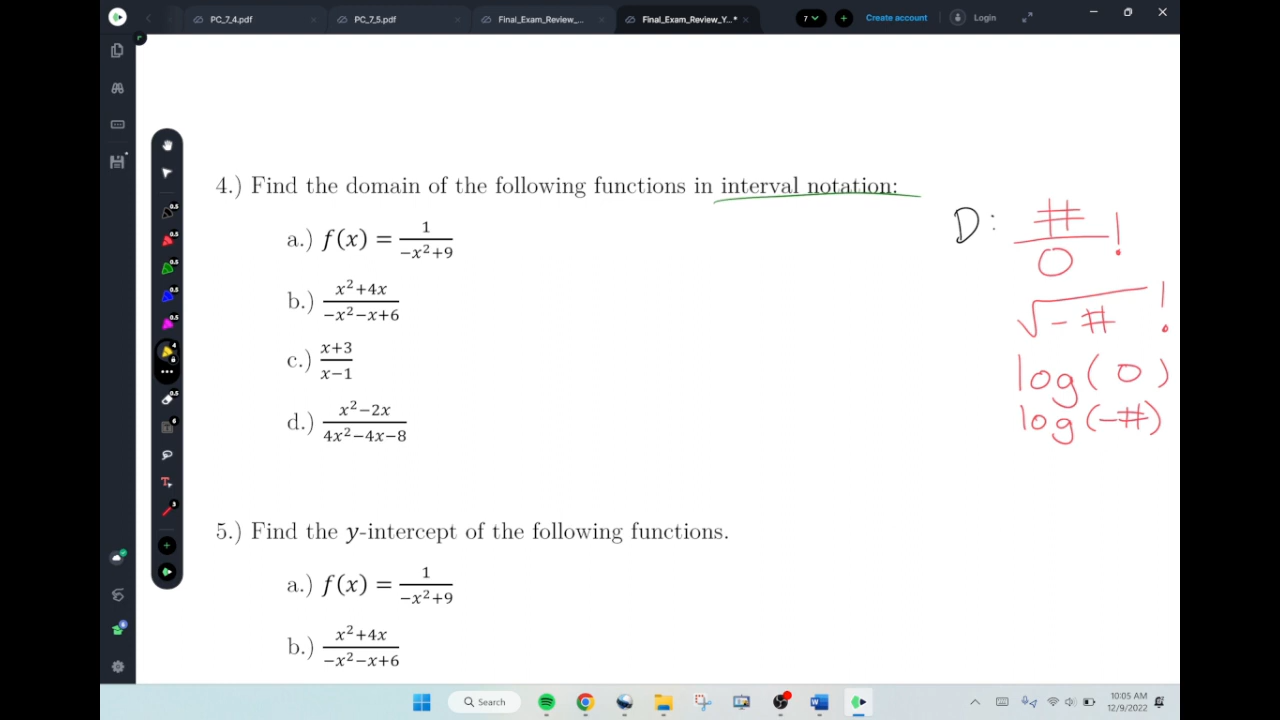 PC_7_4.pdf
PC_7_5.pdf
Final_Exam_Review_...
Final_Exam_Review_Y... *
7
Create account
Login
4.) Find the domain of the following functions in interval notation:
a.) f(x) = 1/(−x²+9)
b.) (x²+4x)/(−x²−x+6)
c.) (x+3)/(x−1)
d.) (x²−2x)/(4x²−4x−8)
D: #/0 !
√−# !
log(0)
log(−#)
5.) Find the y-intercept of the following functions.
a.) f(x) = 1/(−x²+9)
b.) (x²+4x)/(−x²−x+6)
Search
10:05 AM
12/9/2022